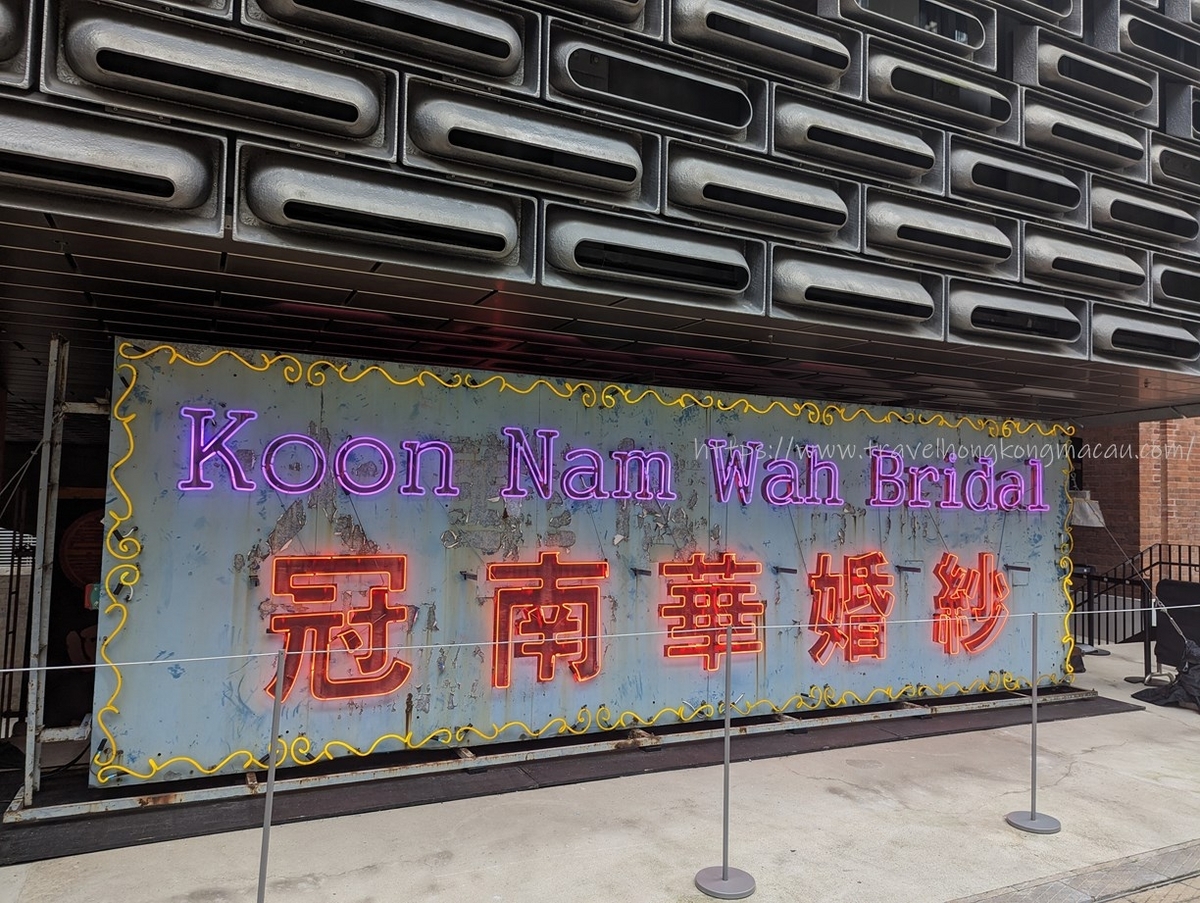 Koon Nam Wah Bridal
https://www.travelhongkongmacau.com/
冠南華婚紗